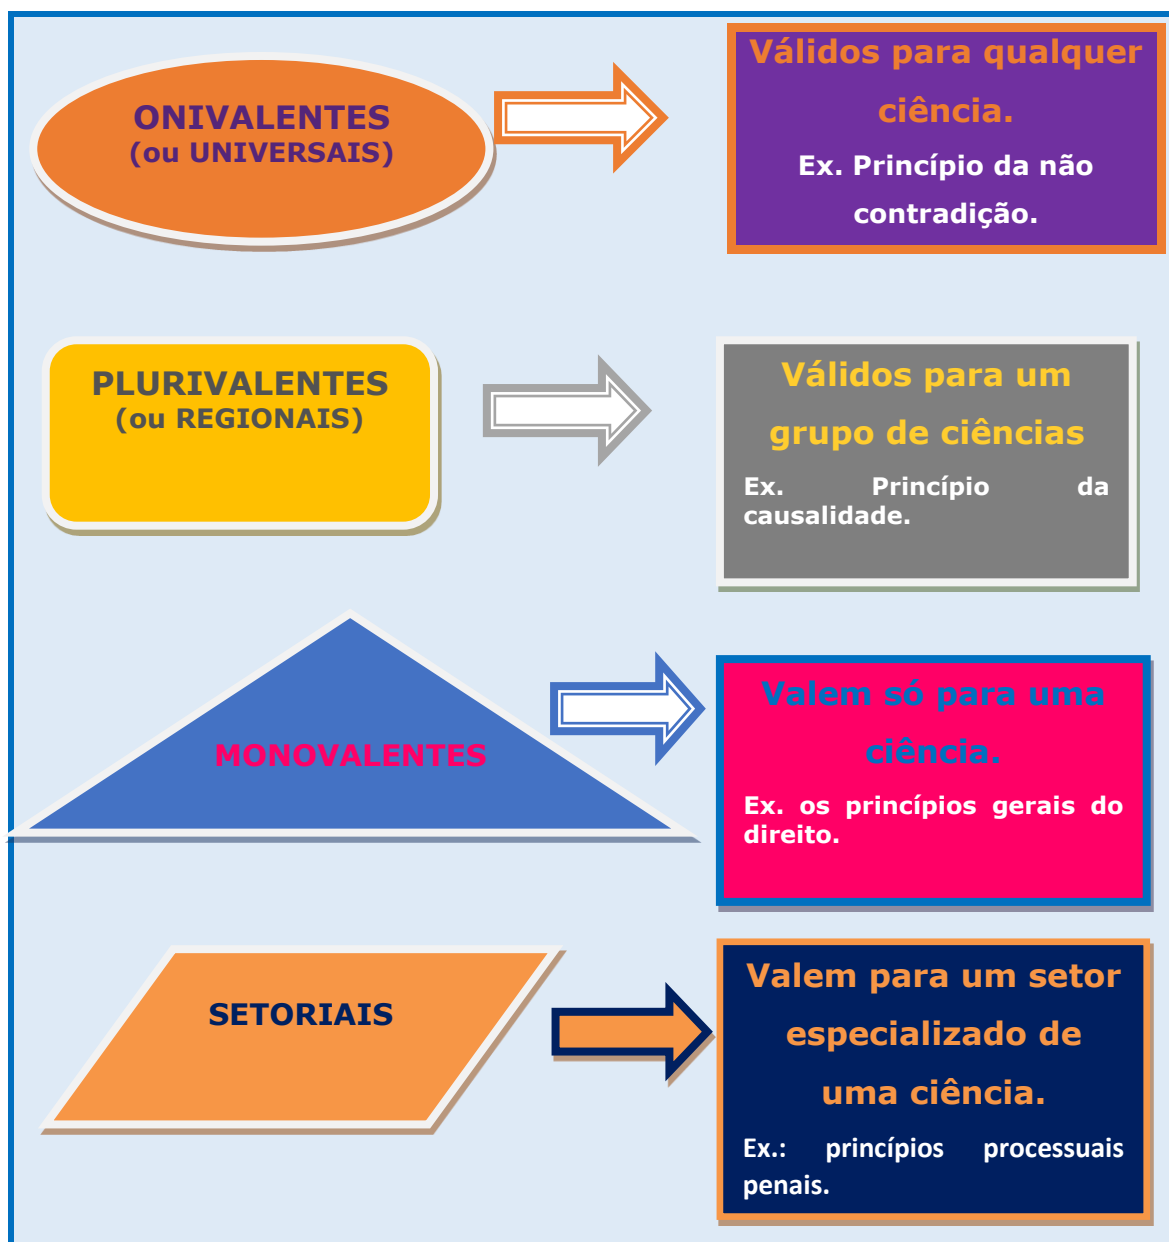 ONIVALENTES
(ou UNIVERSAIS)
Válidos para qualquer
ciência.
Ex. Princípio da não
contradição.
PLURIVALENTES
(ou REGIONAIS)
Válidos para um
grupo de ciências
Ex. Princípio da
causalidade.
MONOVALENTES
Valem só para uma
ciência.
Ex. os princípios gerais do
direito.
SETORIAIS
Valem para um setor
especializado de
uma ciência.
Ex.: princípios processuais
penais.